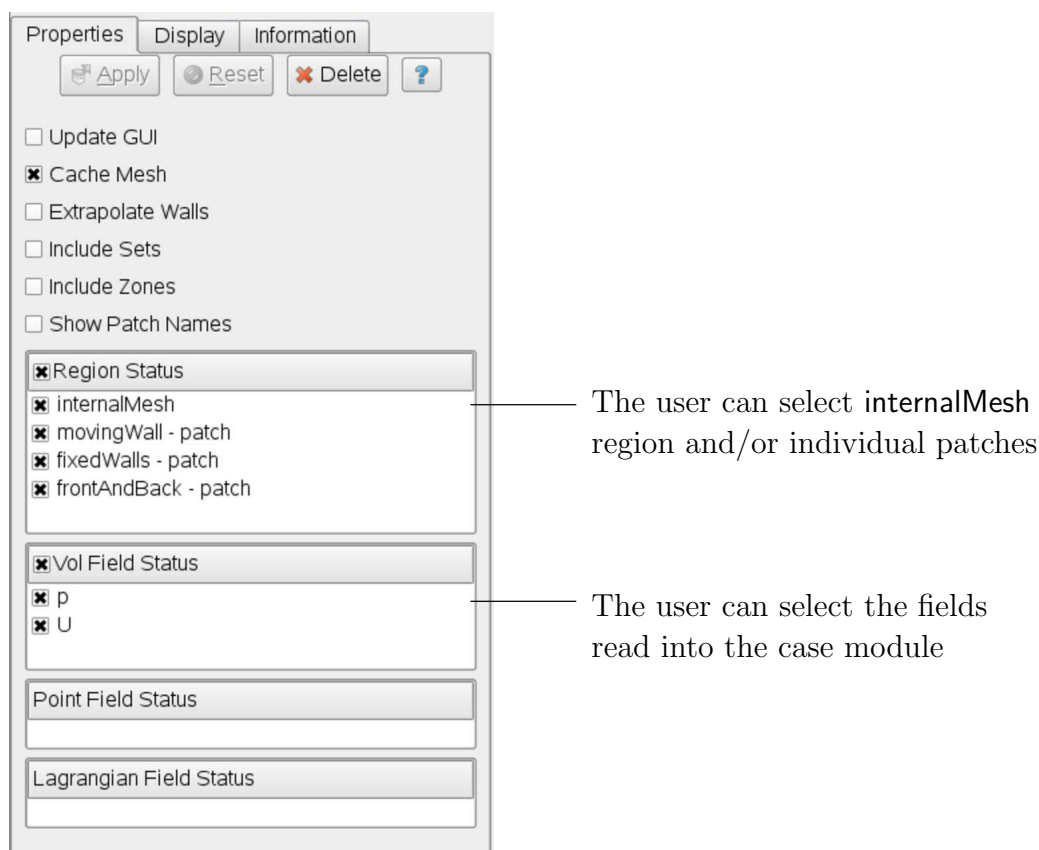 Properties Display Information
Apply Reset Delete ?
Update GUI
Cache Mesh
Extrapolate Walls
Include Sets
Include Zones
Show Patch Names
Region Status
internalMesh
movingWall - patch
fixedWalls - patch
frontAndBack - patch
The user can select internalMesh
region and/or individual patches
Vol Field Status
p
U
The user can select the fields
read into the case module
Point Field Status
Lagrangian Field Status